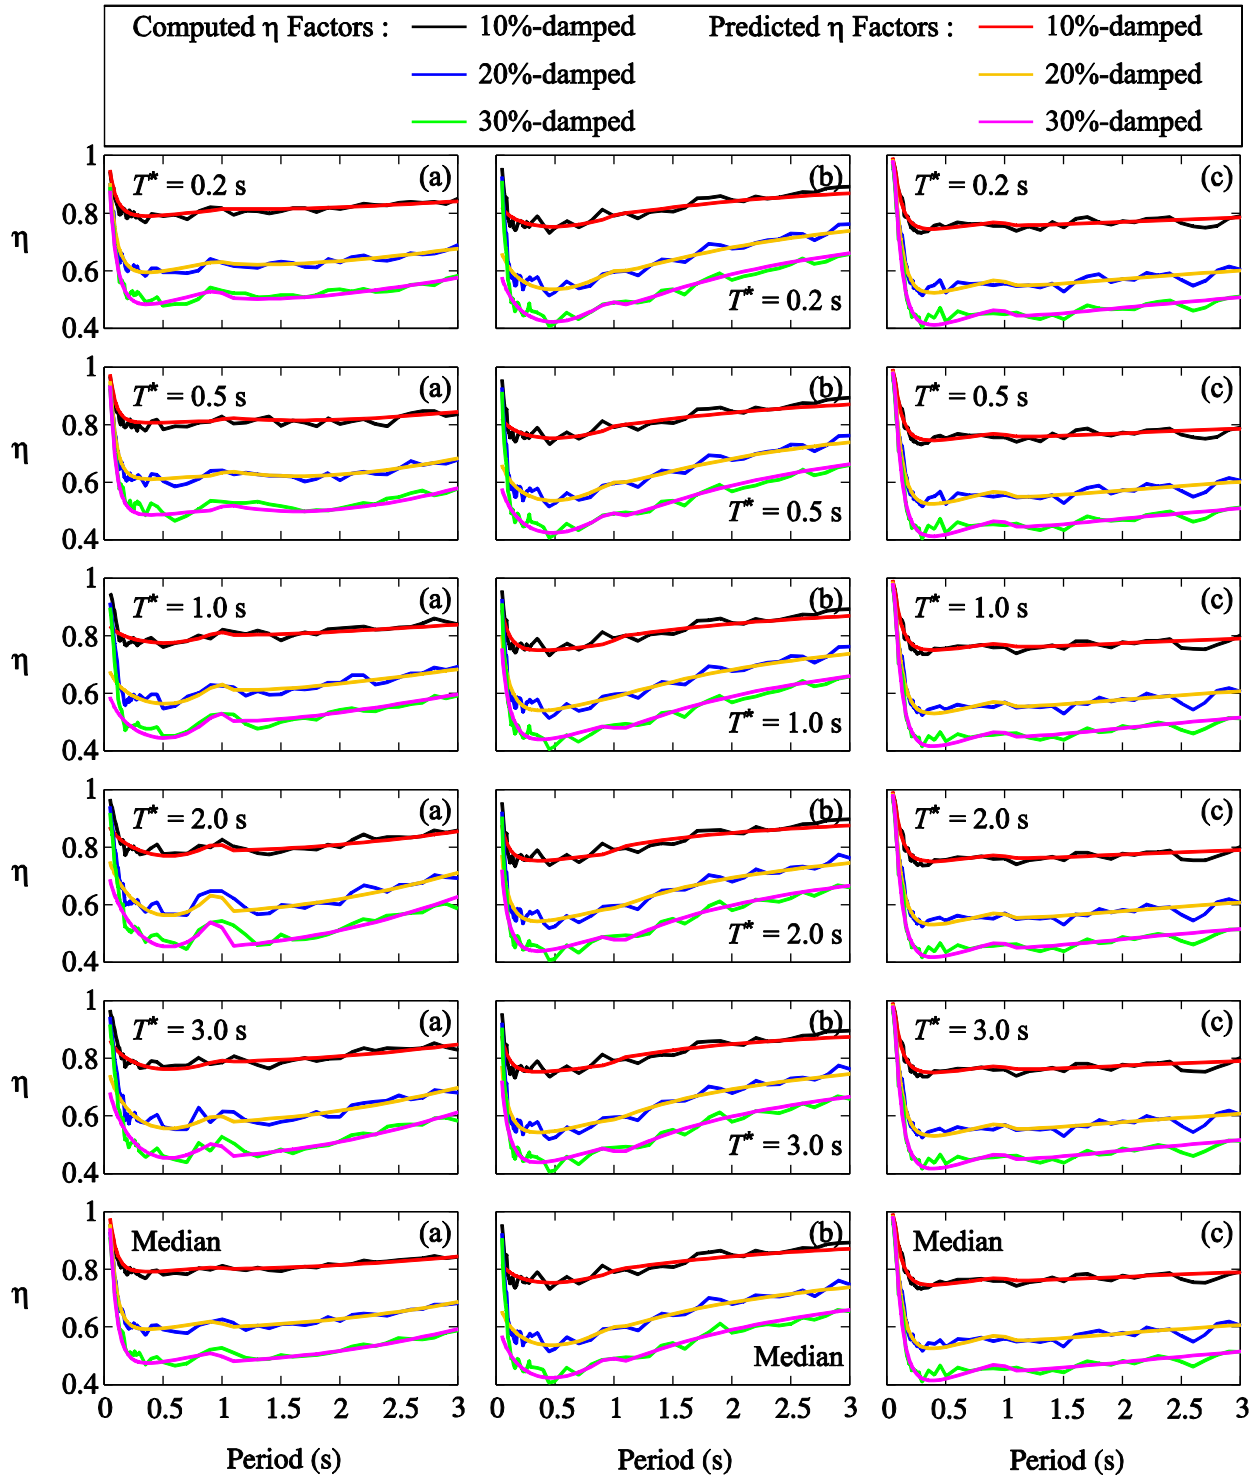 Computed η Factors : 10%-damped Predicted η Factors : 10%-damped
20%-damped 20%-damped
30%-damped 30%-damped
1 T* = 0.2 s (a) (b) T* = 0.2 s (c)
0.8
η
0.6
T* = 0.2 s
0.4
1 T* = 0.5 s (a) (b) T* = 0.5 s (c)
0.8
η
0.6
T* = 0.5 s
0.4
1 T* = 1.0 s (a) (b) T* = 1.0 s (c)
0.8
η
0.6
T* = 1.0 s
0.4
1 T* = 2.0 s (a) (b) T* = 2.0 s (c)
0.8
η
0.6
T* = 2.0 s
0.4
1 T* = 3.0 s (a) (b) T* = 3.0 s (c)
0.8
η
0.6
T* = 3.0 s
0.4
1 Median (a) (b) Median (c)
0.8
η
0.6
Median
0.4
0 0.5 1 1.5 2 2.5 3 0 0.5 1 1.5 2 2.5 3 0 0.5 1 1.5 2 2.5 3
Period (s) Period (s) Period (s)